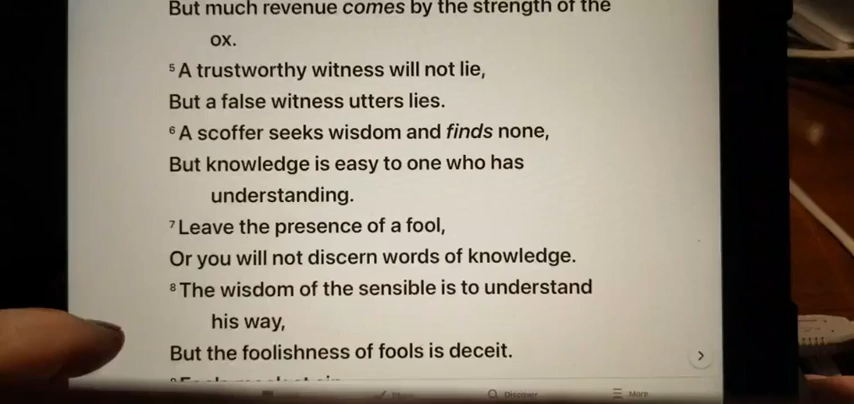 But much revenue comes by the strength of the
ox.
5 A trustworthy witness will not lie,
But a false witness utters lies.
6 A scoffer seeks wisdom and finds none,
But knowledge is easy to one who has
understanding.
7 Leave the presence of a fool,
Or you will not discern words of knowledge.
8 The wisdom of the sensible is to understand
his way,
But the foolishness of fools is deceit.
Discover
More